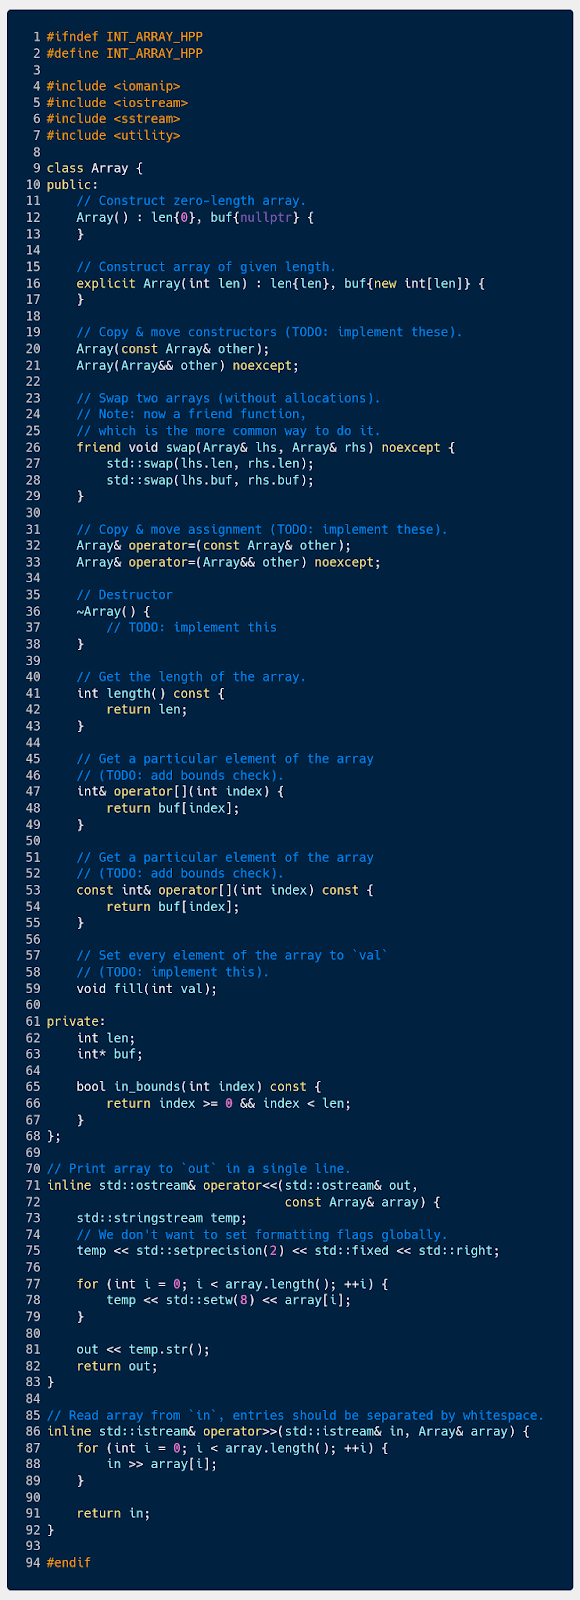 1 #ifndef INT_ARRAY_HPP
2 #define INT_ARRAY_HPP
3
4 #include <iomanip>
5 #include <iostream>
6 #include <sstream>
7 #include <utility>
8
9 class Array {
10 public:
11     // Construct zero-length array.
12     Array() : len{0}, buf{nullptr} {
13     }
14
15     // Construct array of given length.
16     explicit Array(int len) : len{len}, buf{new int[len]} {
17     }
18
19     // Copy & move constructors (TODO: implement these).
20     Array(const Array& other);
21     Array(Array&& other) noexcept;
22
23     // Swap two arrays (without allocations).
24     // Note: now a friend function,
25     // which is the more common way to do it.
26     friend void swap(Array& lhs, Array& rhs) noexcept {
27         std::swap(lhs.len, rhs.len);
28         std::swap(lhs.buf, rhs.buf);
29     }
30
31     // Copy & move assignment (TODO: implement these).
32     Array& operator=(const Array& other);
33     Array& operator=(Array&& other) noexcept;
34
35     // Destructor
36     ~Array() {
37         // TODO: implement this
38     }
39
40     // Get the length of the array.
41     int length() const {
42         return len;
43     }
44
45     // Get a particular element of the array
46     // (TODO: add bounds check).
47     int& operator[](int index) {
48         return buf[index];
49     }
50
51     // Get a particular element of the array
52     // (TODO: add bounds check).
53     const int& operator[](int index) const {
54         return buf[index];
55     }
56
57     // Set every element of the array to `val`
58     // (TODO: implement this).
59     void fill(int val);
60
61 private:
62     int len;
63     int* buf;
64
65     bool in_bounds(int index) const {
66         return index >= 0 && index < len;
67     }
68 };
69
70 // Print array to `out` in a single line.
71 inline std::ostream& operator<<(std::ostream& out,
72                                 const Array& array) {
73     std::stringstream temp;
74     // We don't want to set formatting flags globally.
75     temp << std::setprecision(2) << std::fixed << std::right;
76
77     for (int i = 0; i < array.length(); ++i) {
78         temp << std::setw(8) << array[i];
79     }
80
81     out << temp.str();
82     return out;
83 }
84
85 // Read array from `in`, entries should be separated by whitespace.
86 inline std::istream& operator>>(std::istream& in, Array& array) {
87     for (int i = 0; i < array.length(); ++i) {
88         in >> array[i];
89     }
90
91     return in;
92 }
93
94 #endif